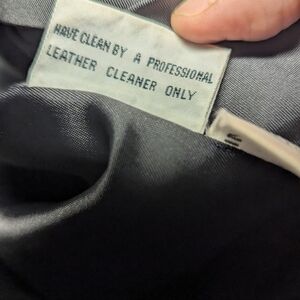 HAVE CLEAN BY A PROFESSIONAL
LEATHER CLEANER ONLY